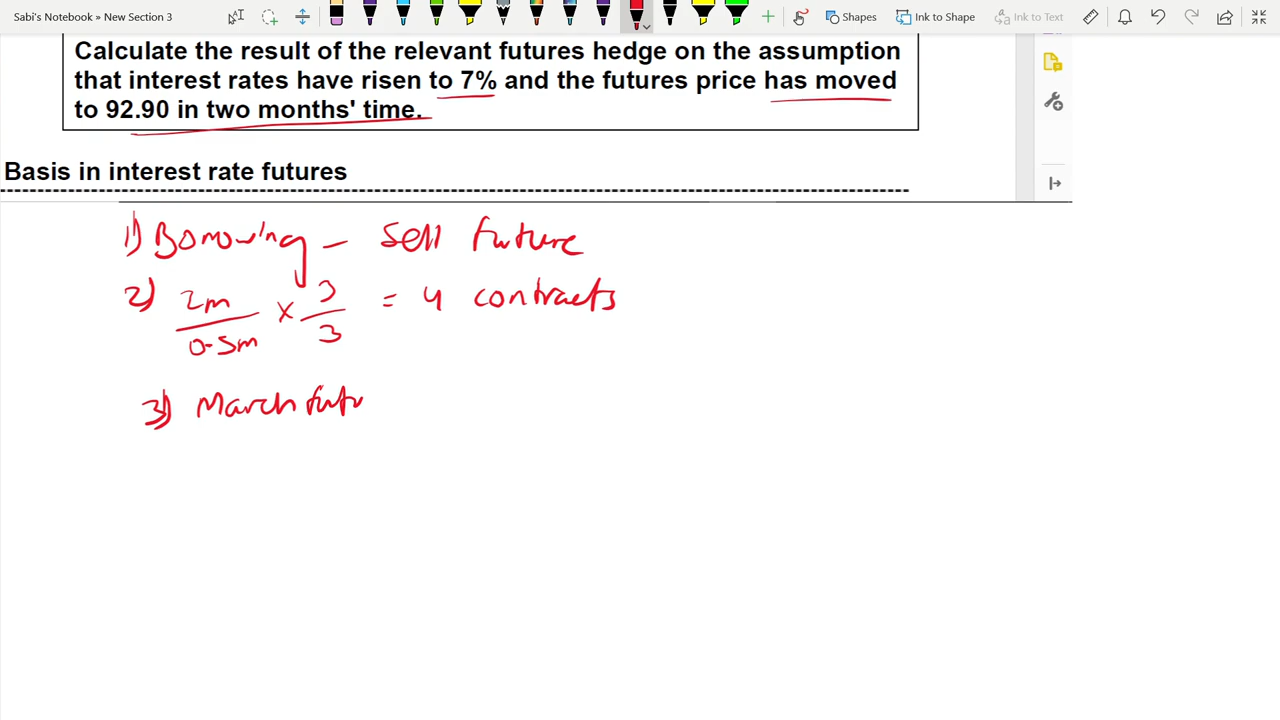 Sabi's Notebook » New Section 3
Shapes
Ink to Shape
Ink to Text
Calculate the result of the relevant futures hedge on the assumption
that interest rates have risen to 7% and the futures price has moved
to 92.90 in two months' time.
Basis in interest rate futures
1) Borrowing - Sell future
2) 2m/0.5m × 3/3 = 4 contracts
3) March futu